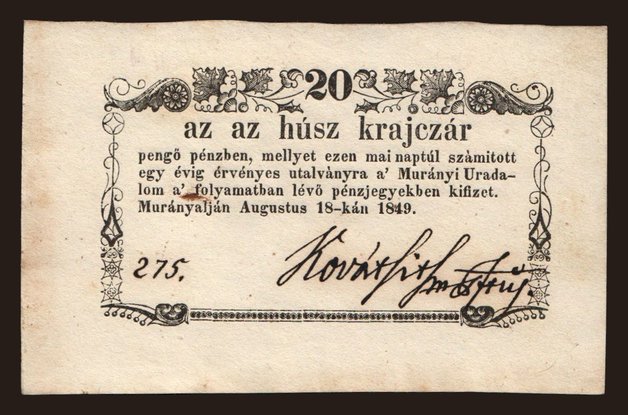 20
az az húsz krajczár
pengő pénzben, mellyet ezen mai naptúl számitott
egy évig érvényes utalványra a' Murányi Urada-
lom a' folyamatban lévő pénzjegyekben kifizet.
Murányalján Augustus 18-kán 1849.
275.